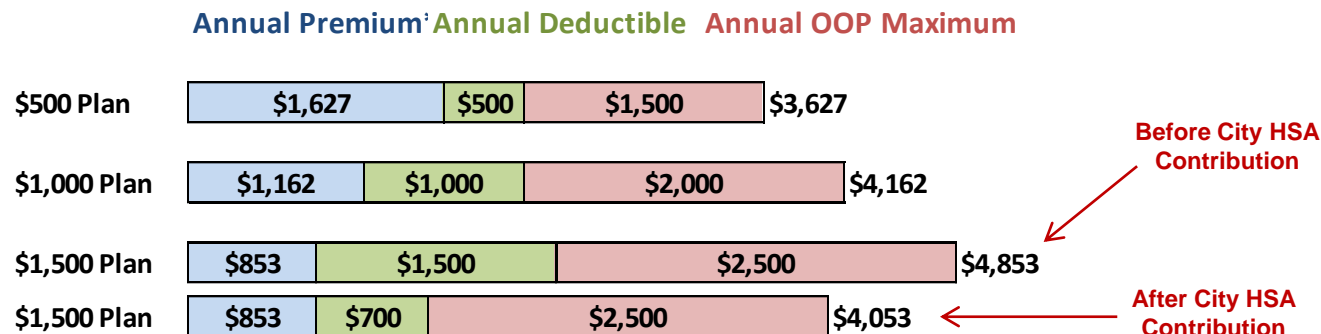 Annual Premium Annual Deductible Annual OOP Maximum
$500 Plan $1,627 $500 $1,500 $3,627
Before City HSA
Contribution
$1,000 Plan $1,162 $1,000 $2,000 $4,162
$1,500 Plan $853 $1,500 $2,500 $4,853
$1,500 Plan $853 $700 $2,500 $4,053
After City HSA
Contribution